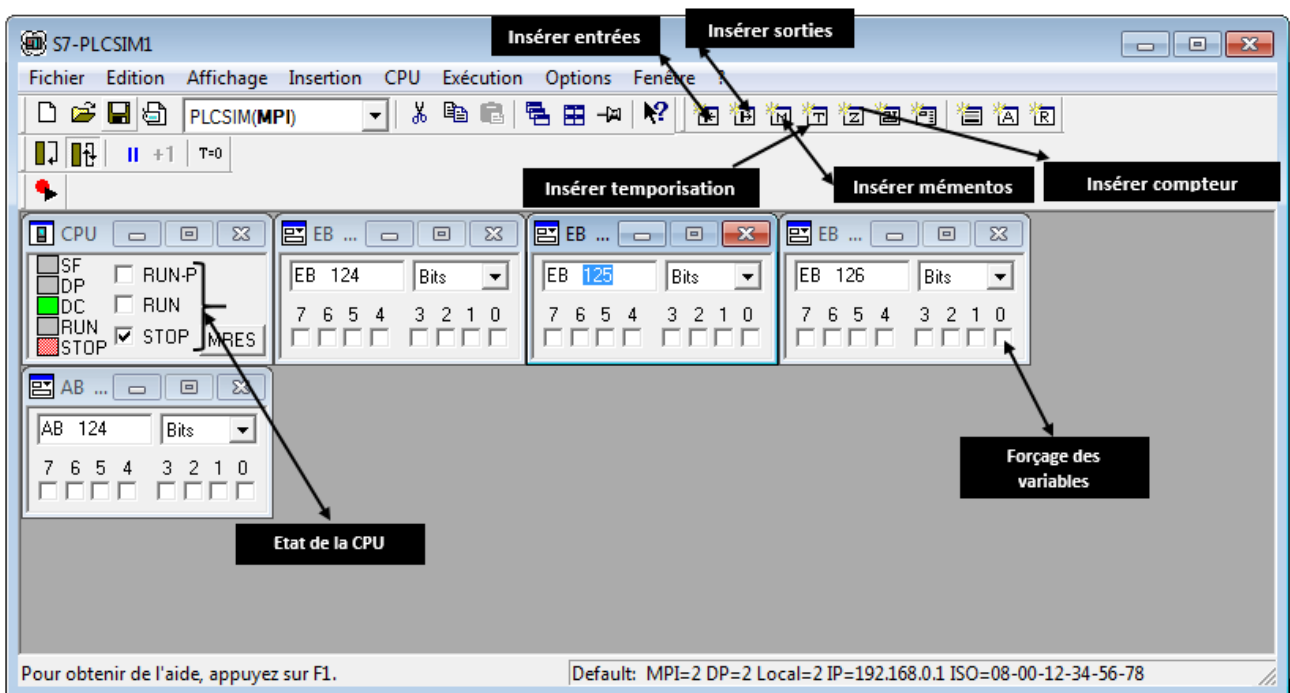 Insérer entrées
Insérer sorties
S7-PLCSIM1
Fichier Edition Affichage Insertion CPU Exécution Options Fenêtre ?
PLCSIM(MPI)
+1 T=0
Insérer temporisation
Insérer mémentos
Insérer compteur
CPU
SF
DP
DC
RUN
STOP
RUN-P
RUN
STOP
MRES
EB ...
EB 124 Bits
7 6 5 4 3 2 1 0
EB ...
EB 125 Bits
7 6 5 4 3 2 1 0
EB ...
EB 126 Bits
7 6 5 4 3 2 1 0
AB ...
AB 124 Bits
7 6 5 4 3 2 1 0
Forçage des
variables
Etat de la CPU
Pour obtenir de l'aide, appuyez sur F1.
Default: MPI=2 DP=2 Local=2 IP=192.168.0.1 ISO=08-00-12-34-56-78